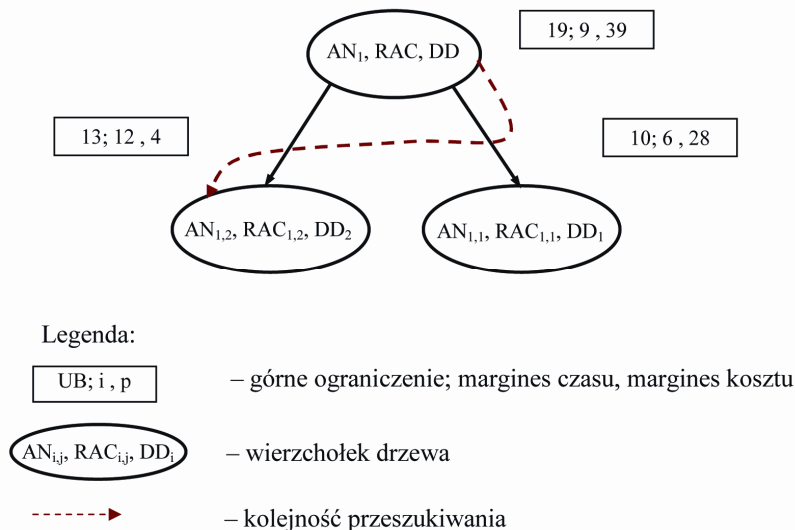 19; 9 , 39
AN1, RAC, DD
13; 12 , 4
10; 6 , 28
AN1,2, RAC1,2, DD2
AN1,1, RAC1,1, DD1
Legenda:
UB; i , p
– górne ograniczenie; margines czasu, margines kosztu
ANi,j, RACi,j, DDi
– wierzchołek drzewa
– kolejność przeszukiwania